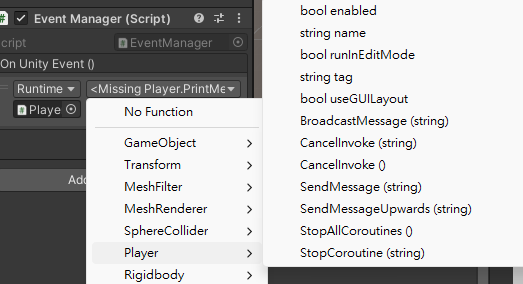 Event Manager (Script)
Script
EventManager
On Unity Event ()
Runtime
<Missing Player.PrintMe
Playe
No Function
GameObject
Transform
MeshFilter
MeshRenderer
SphereCollider
Player
Rigidbody
Add
bool enabled
string name
bool runInEditMode
string tag
bool useGUILayout
BroadcastMessage (string)
CancelInvoke (string)
CancelInvoke ()
SendMessage (string)
SendMessageUpwards (string)
StopAllCoroutines ()
StopCoroutine (string)